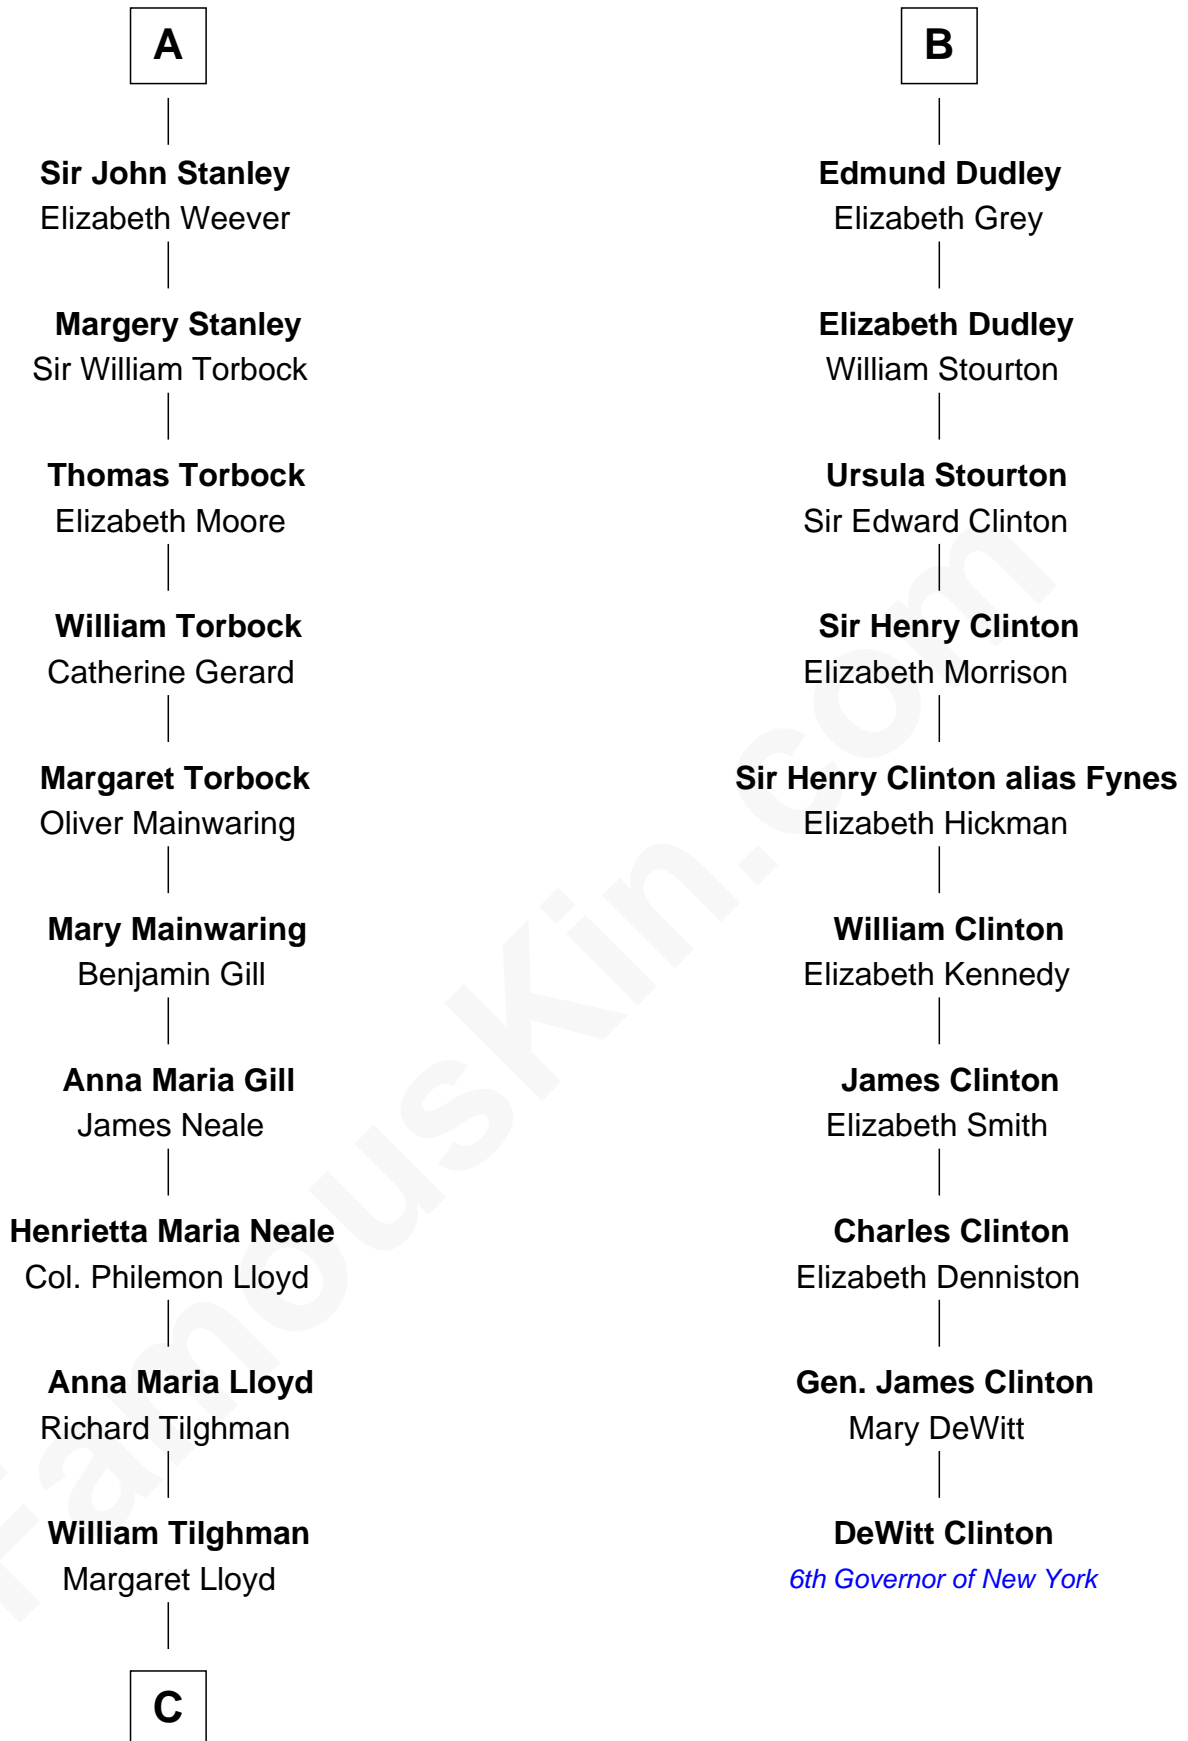 A
Sir John Stanley
Elizabeth Weever
Margery Stanley
Sir William Torbock
Thomas Torbock
Elizabeth Moore
William Torbock
Catherine Gerard
Margaret Torbock
Oliver Mainwaring
Mary Mainwaring
Benjamin Gill
Anna Maria Gill
James Neale
Henrietta Maria Neale
Col. Philemon Lloyd
Anna Maria Lloyd
Richard Tilghman
William Tilghman
Margaret Lloyd
C
B
Edmund Dudley
Elizabeth Grey
Elizabeth Dudley
William Stourton
Ursula Stourton
Sir Edward Clinton
Sir Henry Clinton
Elizabeth Morrison
Sir Henry Clinton alias Fynes
Elizabeth Hickman
William Clinton
Elizabeth Kennedy
James Clinton
Elizabeth Smith
Charles Clinton
Elizabeth Denniston
Gen. James Clinton
Mary DeWitt
DeWitt Clinton
6th Governor of New York
FamousKin.com